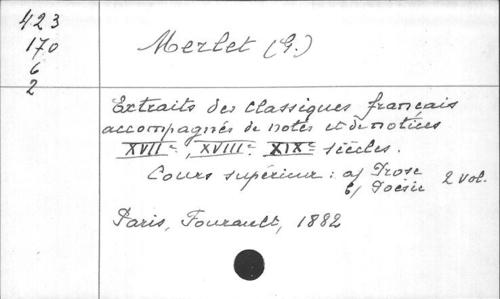 423
170
6
2
Merlet (G.)
Extraits des classiques français
accompagnés de notes et de notices
XVIIe, XVIIIe. XIXe siècles.
Cours supérieur: a) Prose
b) Poésie 2 vol.
Paris, Fourault, 1882